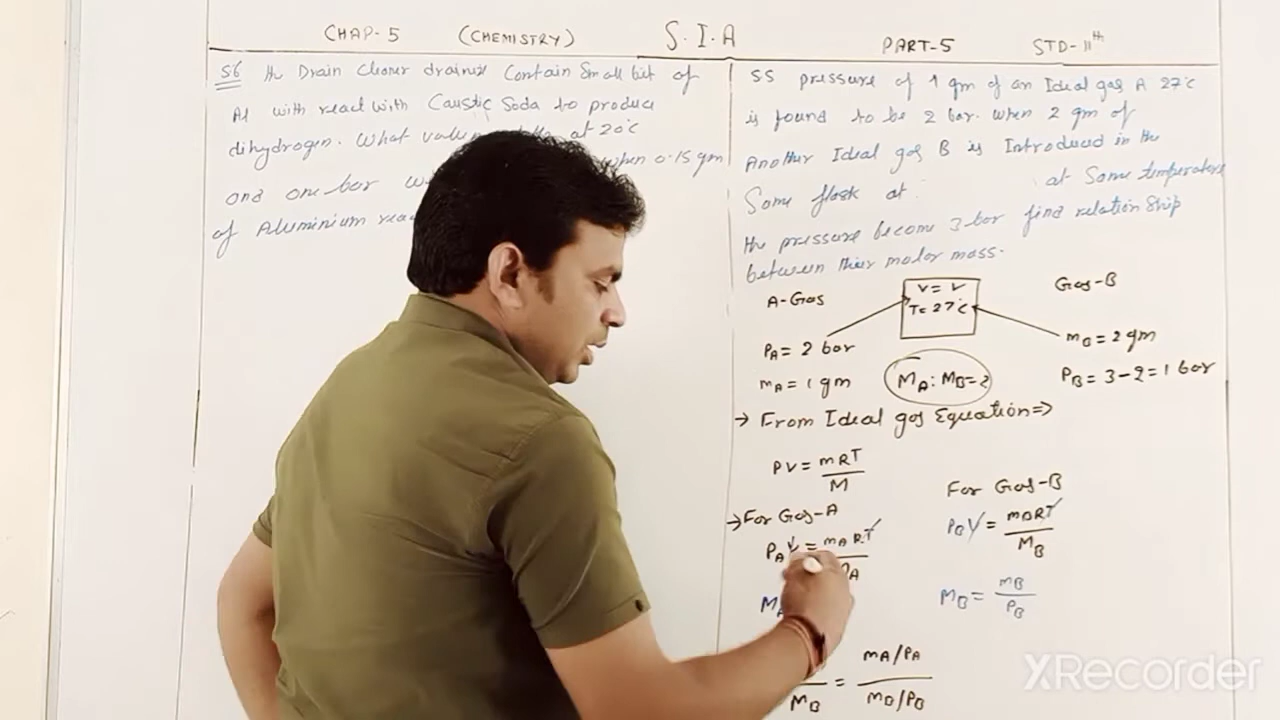 CHAP-5 (CHEMISTRY) S.I.A PART-5 STD-11th
56 the Drain Cleaner drainex Contain Small bit of
Al with react with Caustic Soda to produce
dihydrogen. What at 20°c
and one bar when 0.15 gm
of Aluminium
55 pressure of 1 gm of an Ideal gas A 27°c
is found to be 2 bar. when 2 gm of
Another Ideal gas B is Introduced in the
Same flask at at Same temperature
the pressure become 3 bar find relationship
between their molar mass.
A-Gas
V = V
T= 27°c
Gas-B
PA = 2 bar
mB = 2 gm
mA = 1 gm
MA : MB = ?
PB = 3-2 = 1 bar
→ From Ideal gas Equation =>
PV = mRT / M
→ For Gas-A
PA V = mA RT / MA
For Gas-B
PB V = mB RT / MB
MB = mB / PB
MB = mA/PA / mB/PB
XRecorder